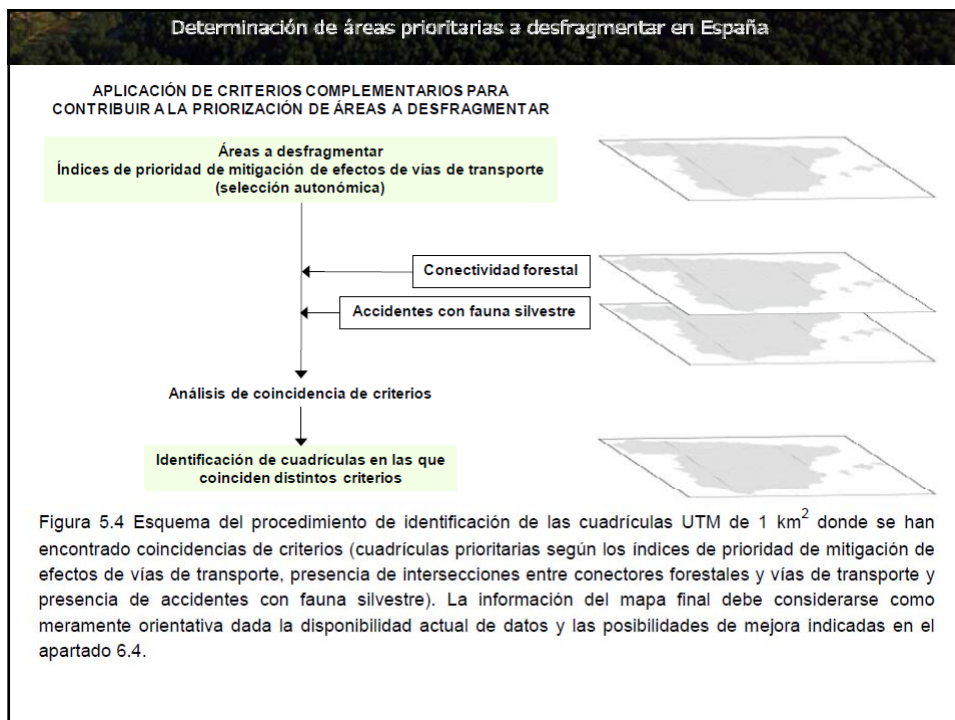 Determinación de áreas prioritarias a desfragmentar en España
APLICACIÓN DE CRITERIOS COMPLEMENTARIOS PARA
CONTRIBUIR A LA PRIORIZACIÓN DE ÁREAS A DESFRAGMENTAR
Áreas a desfragmentar
Índices de prioridad de mitigación de efectos de vías de transporte
(selección autonómica)
Conectividad forestal
Accidentes con fauna silvestre
Análisis de coincidencia de criterios
Identificación de cuadrículas en las que
coinciden distintos criterios
Figura 5.4 Esquema del procedimiento de identificación de las cuadrículas UTM de 1 km² donde se han
encontrado coincidencias de criterios (cuadrículas prioritarias según los índices de prioridad de mitigación de
efectos de vías de transporte, presencia de intersecciones entre conectores forestales y vías de transporte y
presencia de accidentes con fauna silvestre). La información del mapa final debe considerarse como
meramente orientativa dada la disponibilidad actual de datos y las posibilidades de mejora indicadas en el
apartado 6.4.